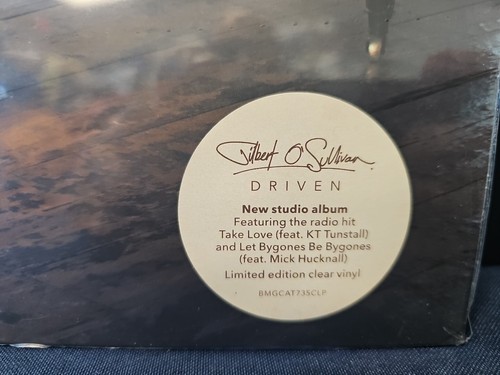 Gilbert O'Sullivan
DRIVEN
New studio album
Featuring the radio hit
Take Love (feat. KT Tunstall)
and Let Bygones Be Bygones
(feat. Mick Hucknall)
Limited edition clear vinyl
BMGCAT735CLP